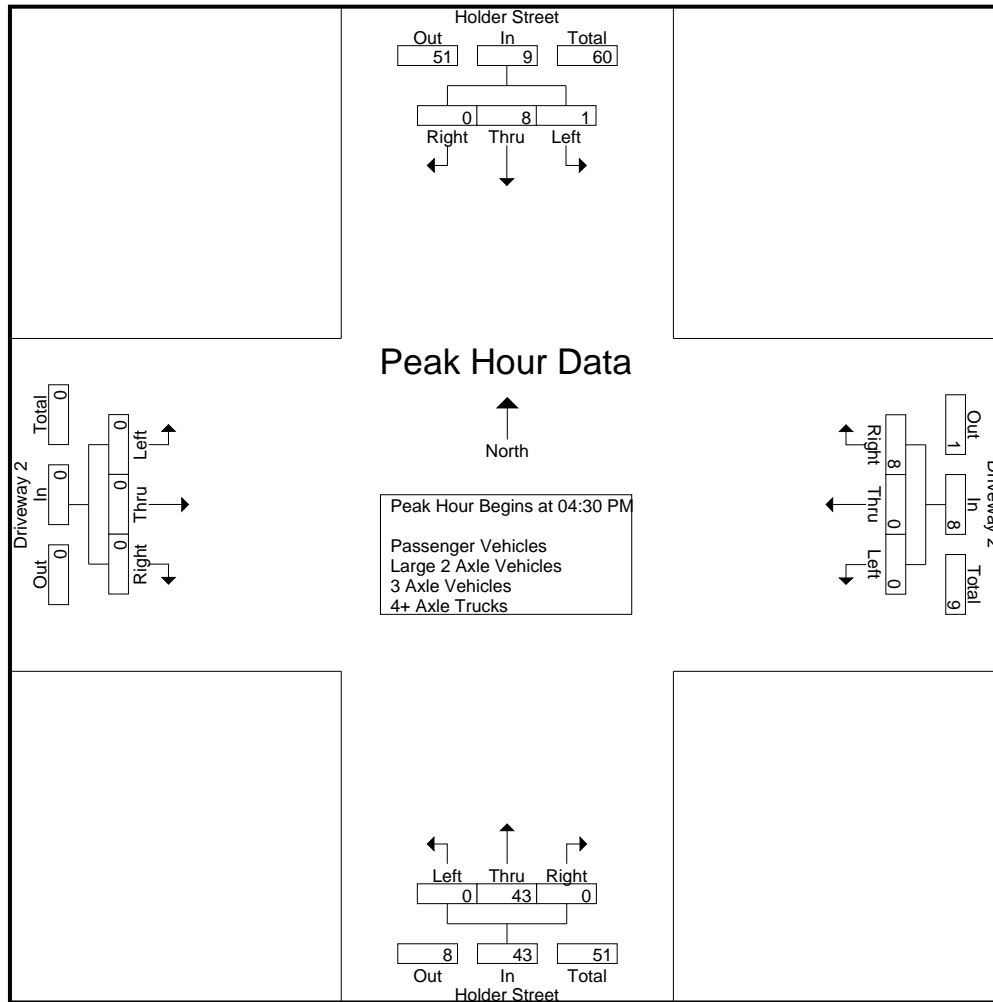 Holder Street
Out In Total
51 9 60
0 8 1
Right Thru Left
Peak Hour Data
North
Peak Hour Begins at 04:30 PM
Passenger Vehicles
Large 2 Axle Vehicles
3 Axle Vehicles
4+ Axle Trucks
Driveway 2
Out In Total
0 0 0
Left Thru Right
0 0 0
Driveway 2
Out In Total
1 8 9
Right Thru Left
8 0 0
Left Thru Right
0 43 0
8 43 51
Out In Total
Holder Street